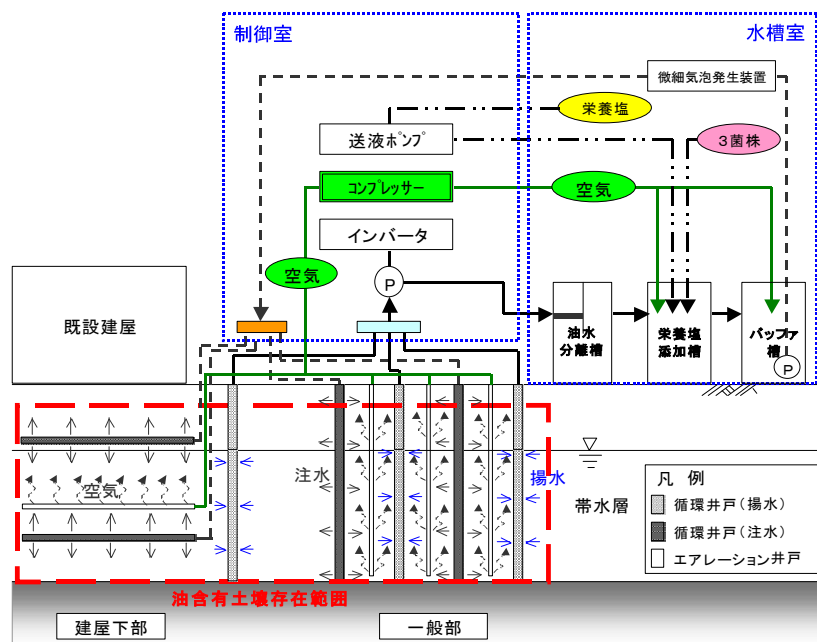 制御室
水槽室
微細気泡発生装置
栄養塩
送液ポンプ
3菌株
コンプレッサー
空気
インバータ
空気
P
既設建屋
油水
分離槽
栄養塩
添加槽
バッファ
槽
P
注水
揚水
空気
帯水層
凡 例
循環井戸(揚水)
循環井戸(注水)
エアレーション井戸
油含有土壌存在範囲
建屋下部
一般部